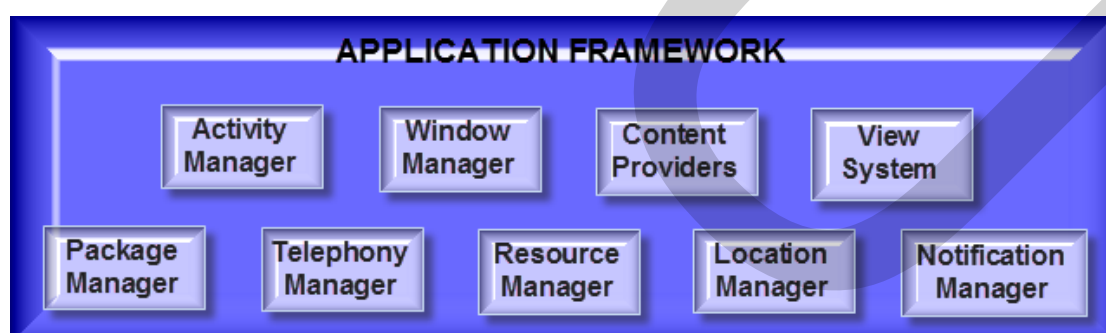 APPLICATION FRAMEWORK
Activity
Manager
Window
Manager
Content
Providers
View
System
Package
Manager
Telephony
Manager
Resource
Manager
Location
Manager
Notification
Manager